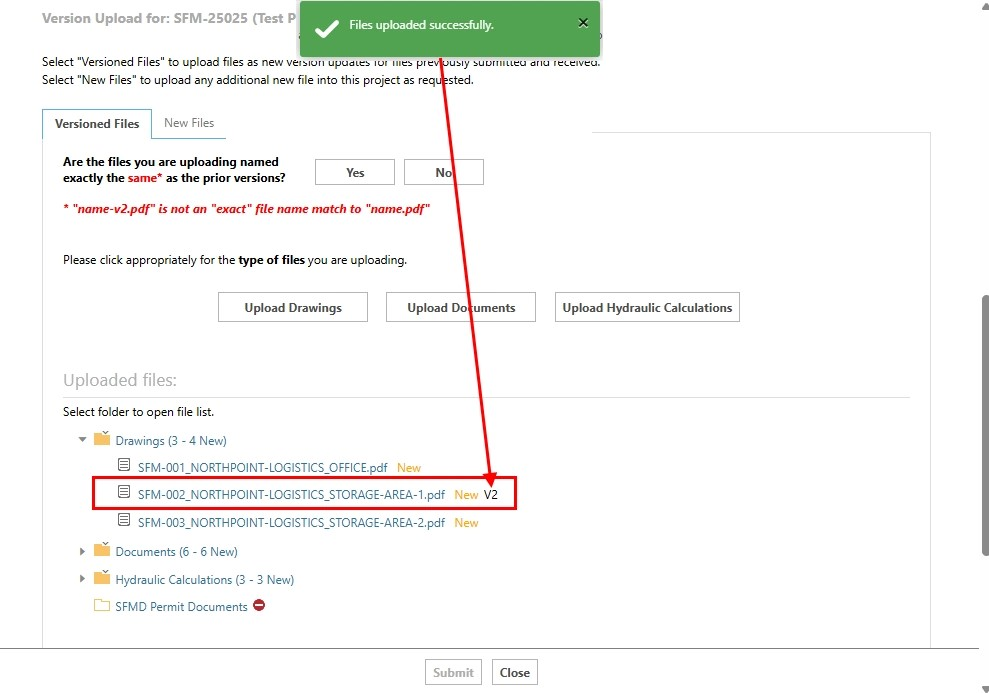 Version Upload for: SFM-25025 (Test P
Files uploaded successfully.
Select "Versioned Files" to upload files as new version updates for files previously submitted and received.
Select "New Files" to upload any additional new file into this project as requested.
Versioned Files
New Files
Are the files you are uploading named
exactly the same* as the prior versions?
Yes
No
* "name-v2.pdf" is not an "exact" file name match to "name.pdf"
Please click appropriately for the type of files you are uploading.
Upload Drawings
Upload Documents
Upload Hydraulic Calculations
Uploaded files:
Select folder to open file list.
Drawings (3 - 4 New)
SFM-001_NORTHPOINT-LOGISTICS_OFFICE.pdf New
SFM-002_NORTHPOINT-LOGISTICS_STORAGE-AREA-1.pdf New V2
SFM-003_NORTHPOINT-LOGISTICS_STORAGE-AREA-2.pdf New
Documents (6 - 6 New)
Hydraulic Calculations (3 - 3 New)
SFMD Permit Documents
Submit
Close